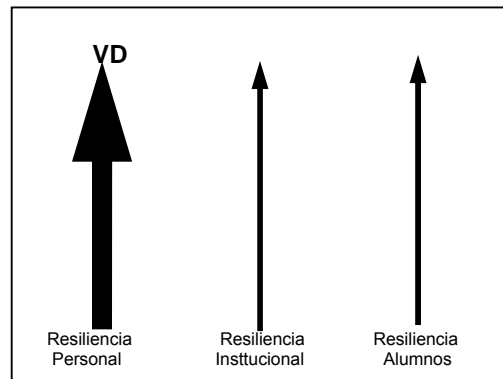 VD
Resiliencia
Personal
Resiliencia
Insttucional
Resiliencia
Alumnos